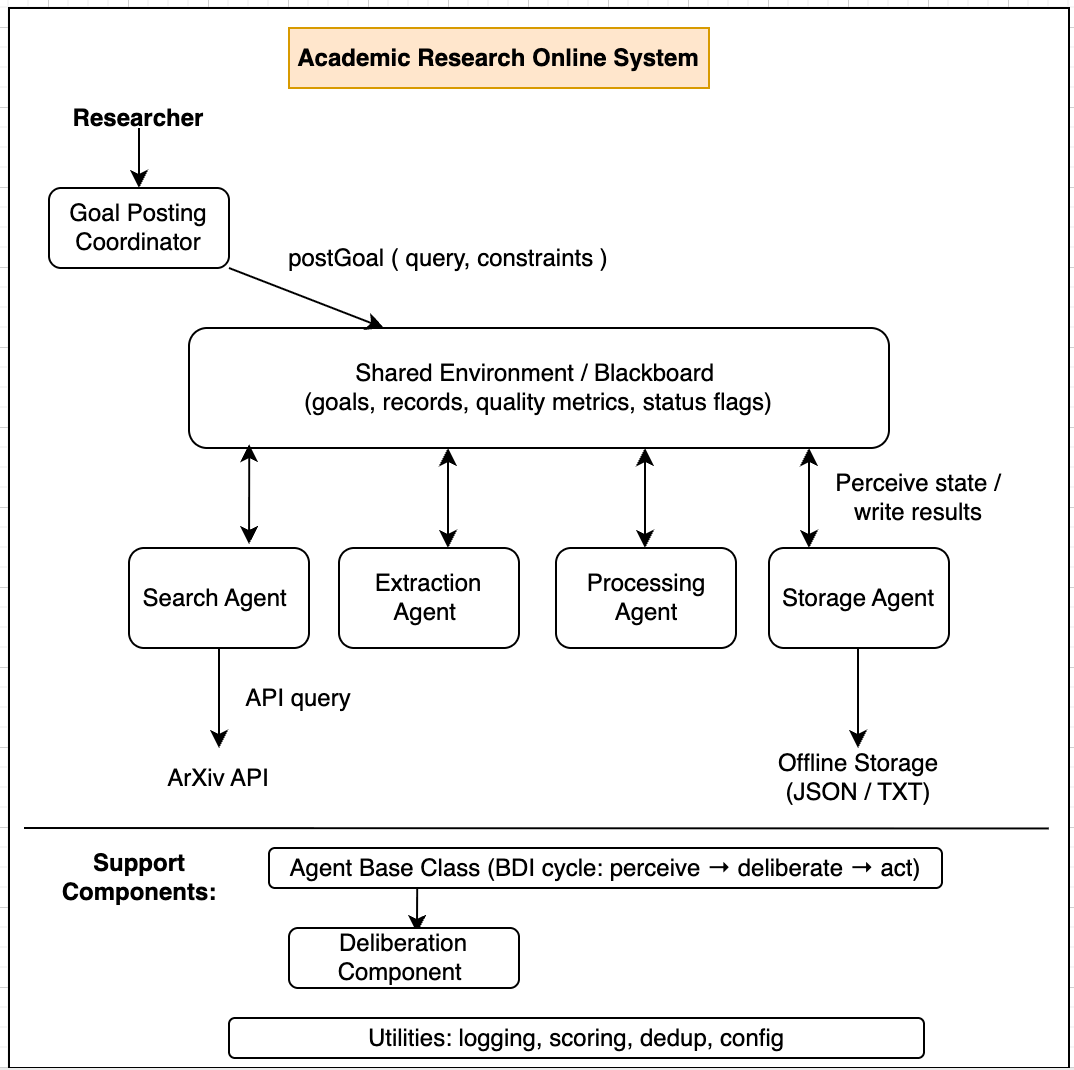 Academic Research Online System
Researcher
Goal Posting
Coordinator
postGoal ( query, constraints )
Shared Environment / Blackboard
(goals, records, quality metrics, status flags)
Perceive state /
write results
Search Agent
Extraction
Agent
Processing
Agent
Storage Agent
API query
ArXiv API
Offline Storage
(JSON / TXT)
Support
Components:
Agent Base Class (BDI cycle: perceive → deliberate → act)
Deliberation
Component
Utilities: logging, scoring, dedup, config